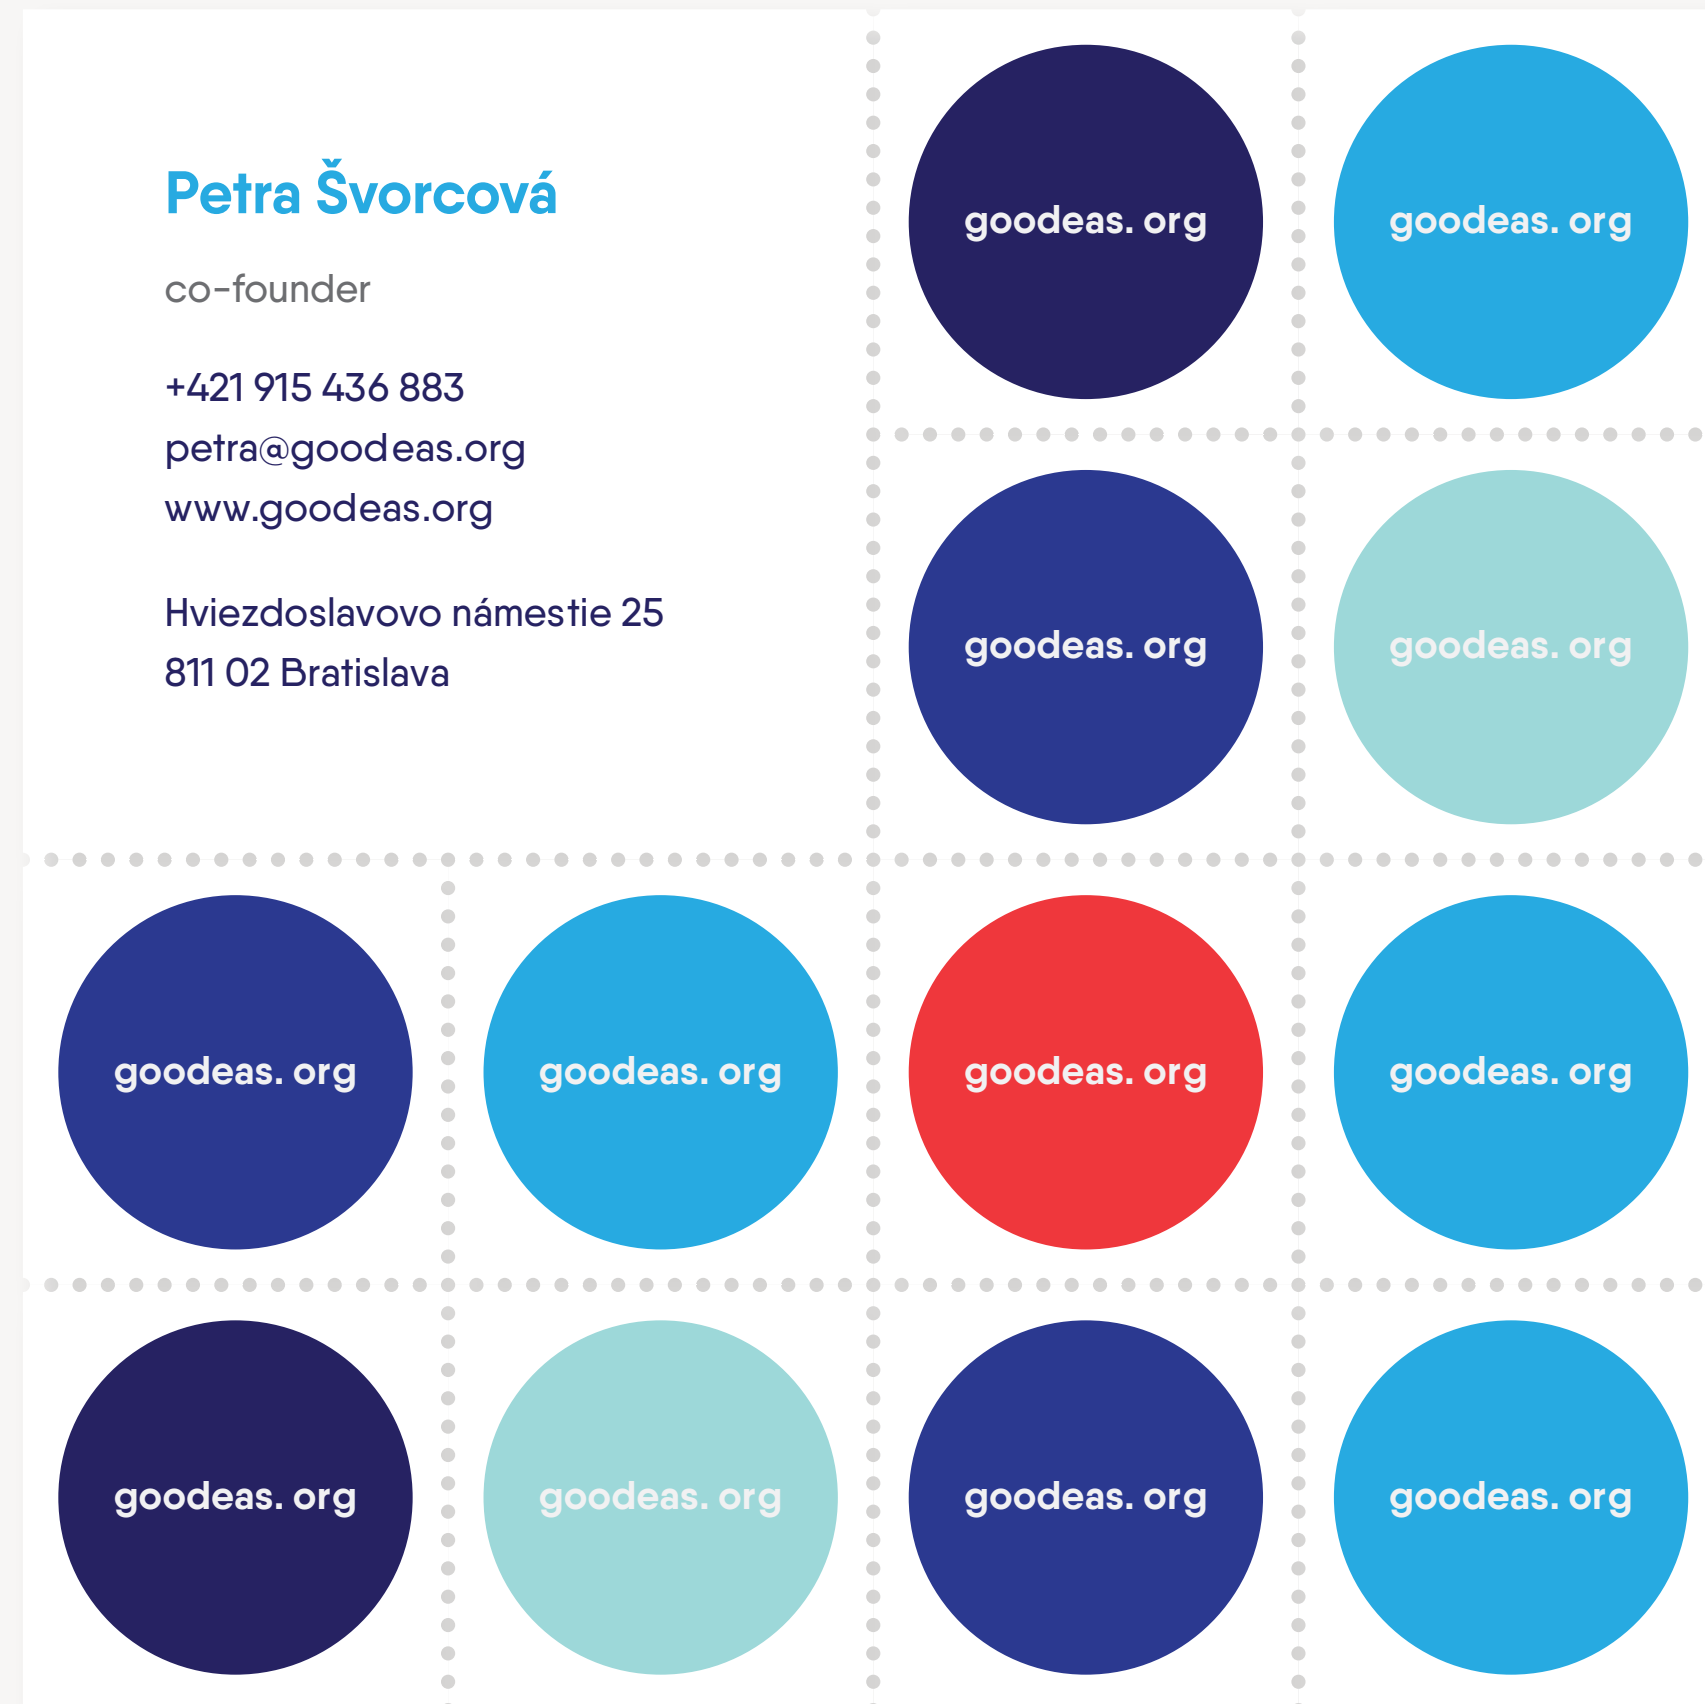 Petra Švorcová
co-founder
+421 915 436 883
petra@goodeas.org
www.goodeas.org
Hviezdoslavovo námestie 25
811 02 Bratislava
goodeas. org
goodeas. org
goodeas. org
goodeas. org
goodeas. org
goodeas. org
goodeas. org
goodeas. org
goodeas. org
goodeas. org
goodeas. org
goodeas. org